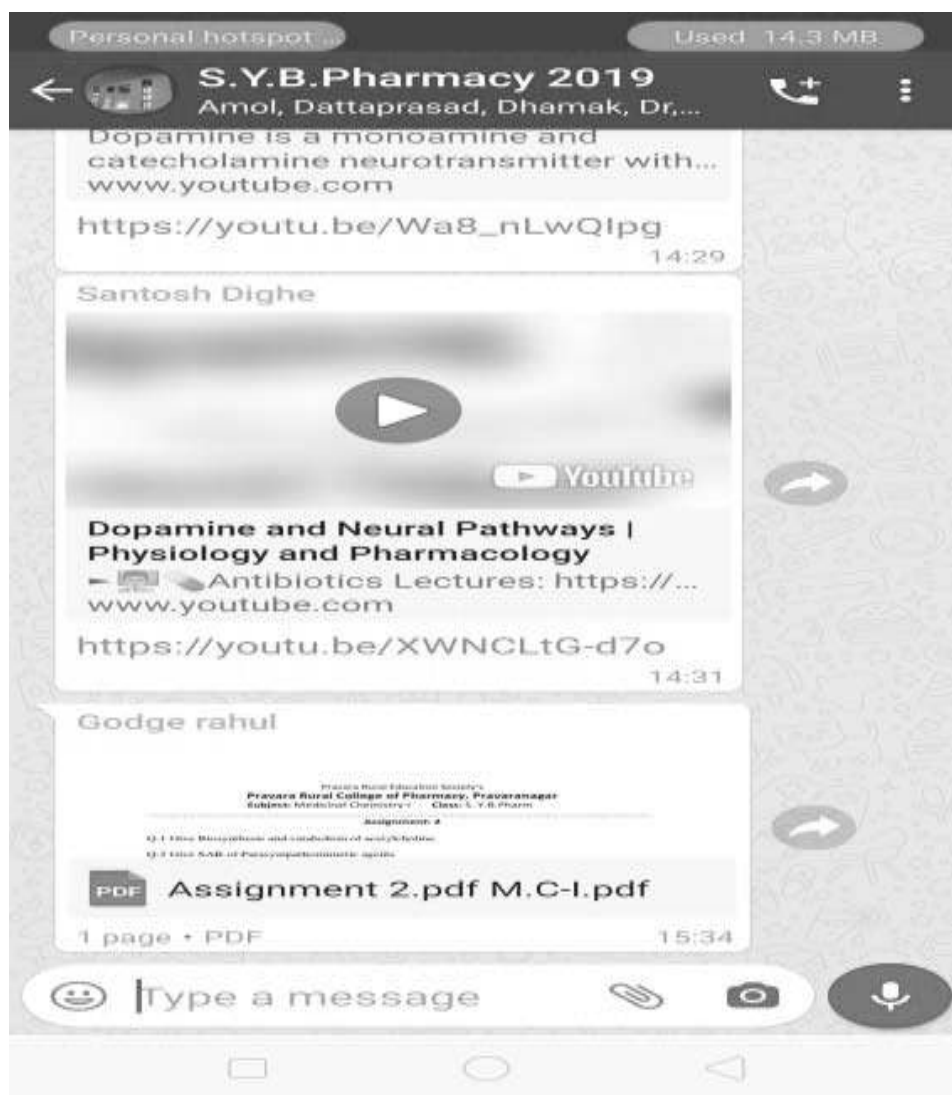 Personal hotspot ...
Used 14.3 MB
S.Y.B.Pharmacy 2019
Amol, Dattaprasad, Dhamak, Dr,...
Dopamine is a monoamine and
catecholamine neurotransmitter with...
www.youtube.com
https://youtu.be/Wa8_nLwQIpg
14:29
Santosh Dighe
YouTube
Dopamine and Neural Pathways |
Physiology and Pharmacology
Antibiotics Lectures: https://...
www.youtube.com
https://youtu.be/XWNCLtG-d7o
14:31
Godge rahul
Pravara Rural Education Society's
Pravara Rural College of Pharmacy, Pravaranagar
Subject: Medicinal Chemistry-I Class: S. Y.B.Pharm
Assignment: 2
Q.1 Give Biosynthesis and catabolism of acetylcholine
Q.2 Give SAR of Parasympathomimetic agents
PDF
Assignment 2.pdf M.C-I.pdf
1 page • PDF
15:34
Type a message